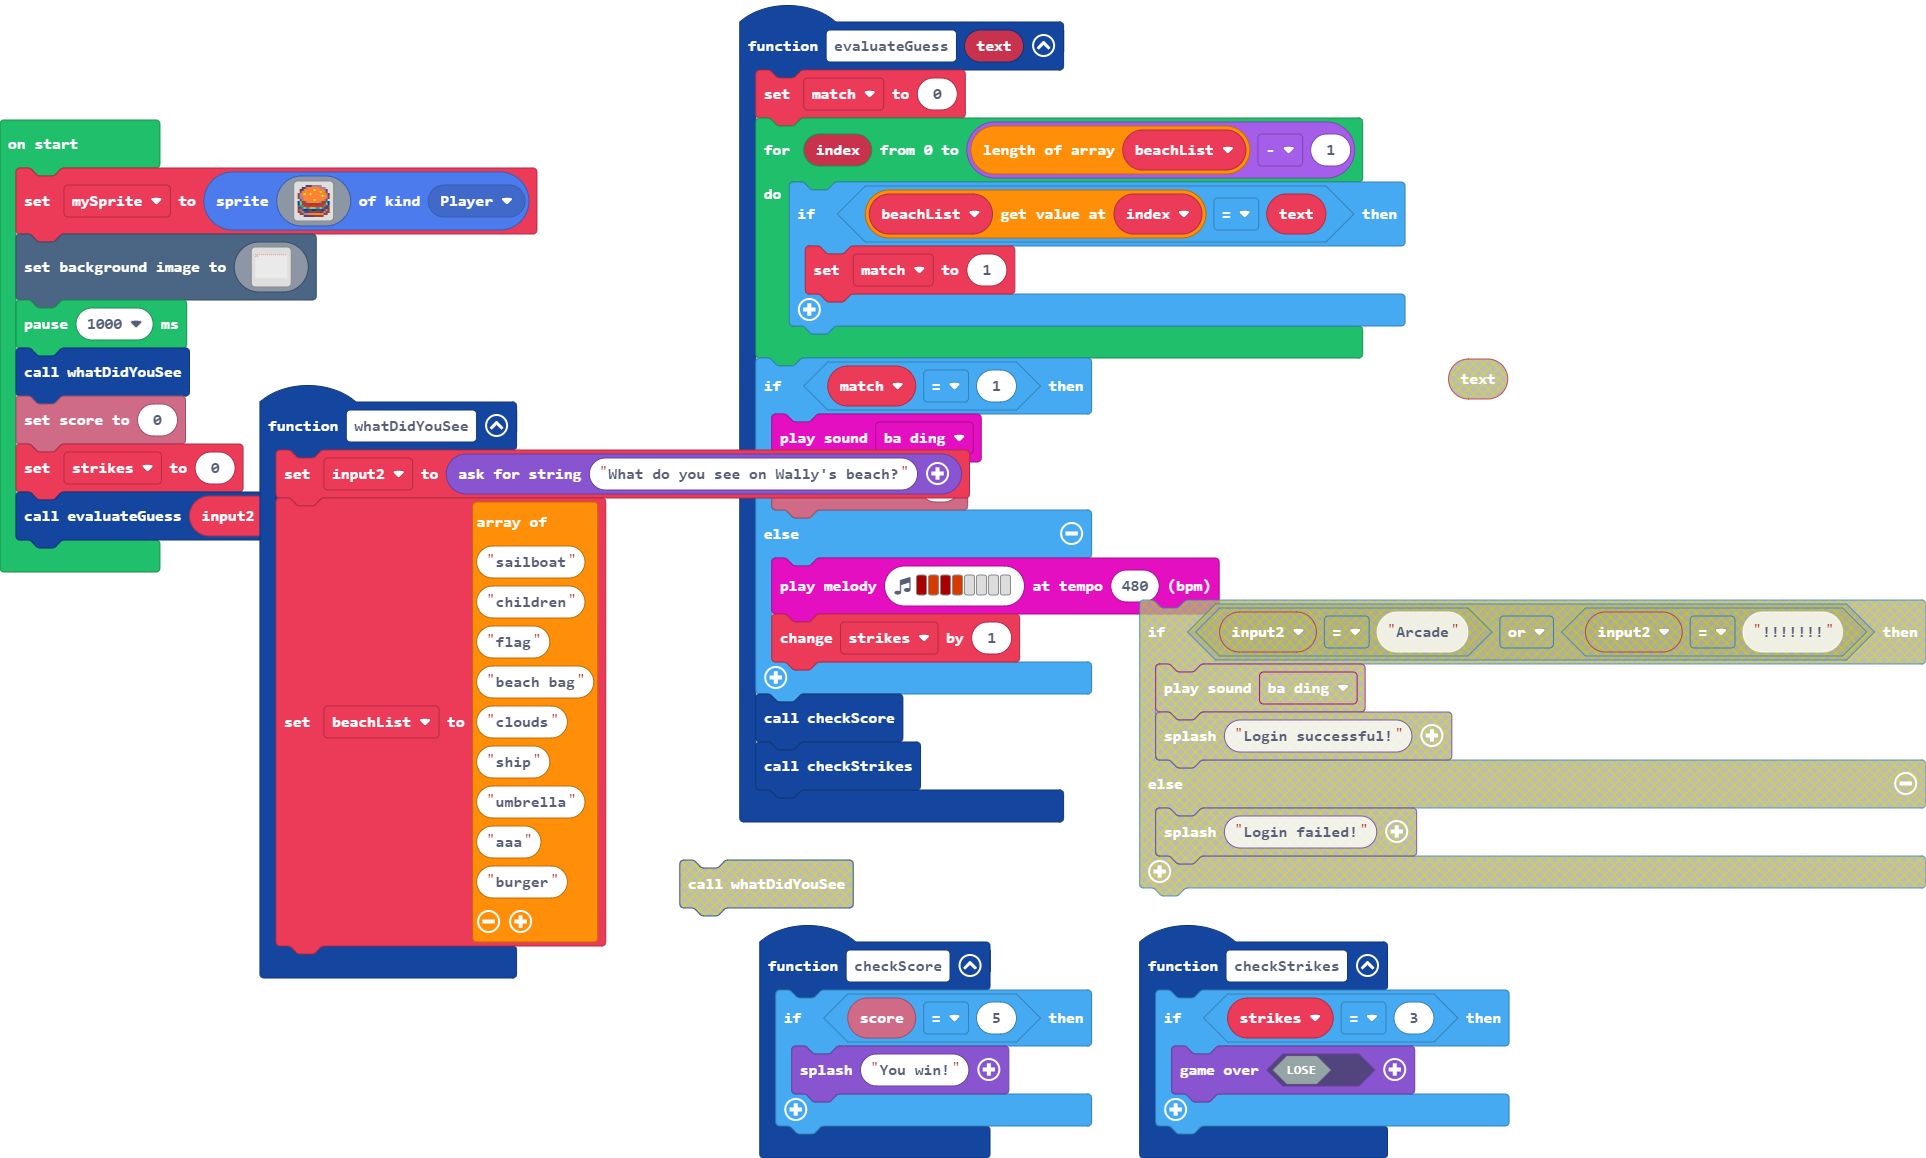 on start
set mySprite to sprite of kind Player
set background image to
pause 1000 ms
call whatDidYouSee
set score to 0
set strikes to 0
call evaluateGuess input2
function whatDidYouSee
set input2 to ask for string "What do you see on Wally's beach?"
set beachList to
array of
"sailboat"
"children"
"flag"
"beach bag"
"clouds"
"ship"
"umbrella"
"aaa"
"burger"
function evaluateGuess text
set match to 0
for index from 0 to length of array beachList - 1
do
if beachList get value at index = text then
set match to 1
if match = 1 then
play sound ba ding
else
play melody at tempo 480 (bpm)
change strikes by 1
call checkScore
call checkStrikes
text
if input2 = "Arcade" or input2 = "!!!!!!!" then
play sound ba ding
splash "Login successful!"
else
splash "Login failed!"
call whatDidYouSee
function checkScore
if score = 5 then
splash "You win!"
function checkStrikes
if strikes = 3 then
game over LOSE